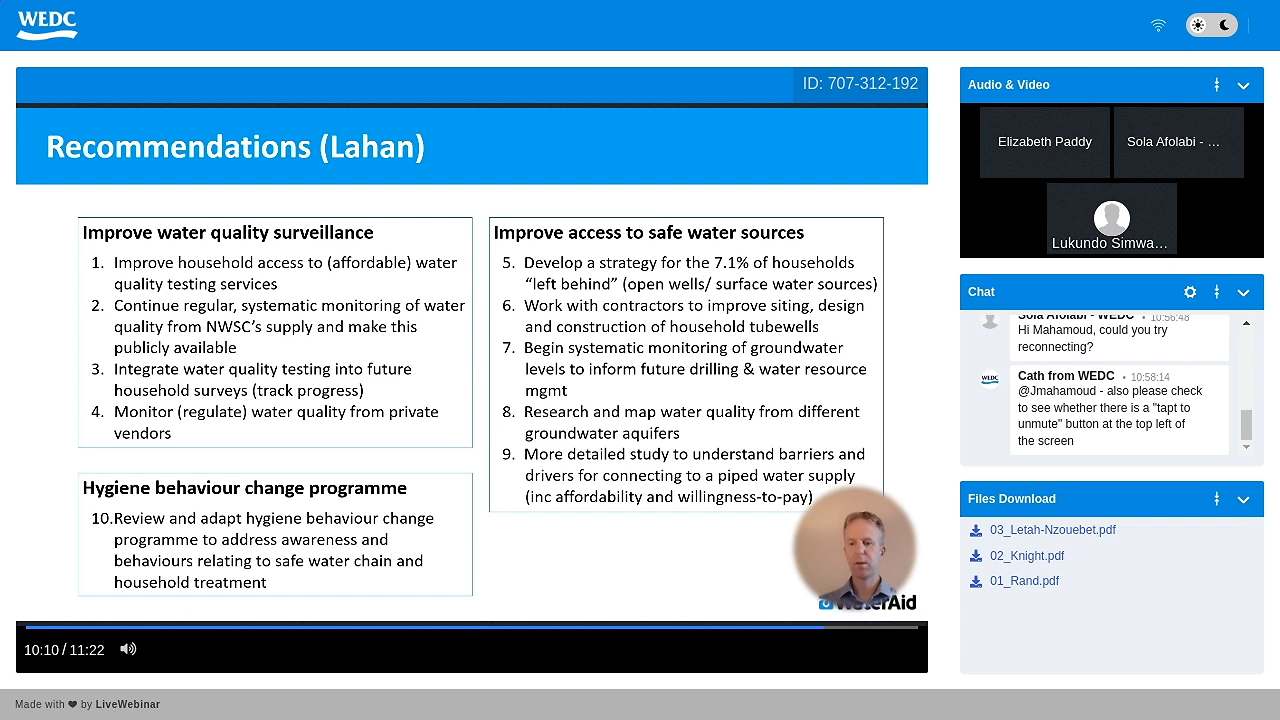 WEDC
ID: 707-312-192
Recommendations (Lahan)
Improve water quality surveillance
1. Improve household access to (affordable) water
quality testing services
2. Continue regular, systematic monitoring of water
quality from NWSC's supply and make this
publicly available
3. Integrate water quality testing into future
household surveys (track progress)
4. Monitor (regulate) water quality from private
vendors
Hygiene behaviour change programme
10.Review and adapt hygiene behaviour change
programme to address awareness and
behaviours relating to safe water chain and
household treatment
Improve access to safe water sources
5. Develop a strategy for the 7.1% of households
"left behind" (open wells/ surface water sources)
6. Work with contractors to improve siting, design
and construction of household tubewells
7. Begin systematic monitoring of groundwater
levels to inform future drilling & water resource
mgmt
8. Research and map water quality from different
groundwater aquifers
9. More detailed study to understand barriers and
drivers for connecting to a piped water supply
(inc affordability and willingness-to-pay)
WaterAid
10:10 / 11:22
Audio & Video
Elizabeth Paddy
Sola Afolabi - ...
Lukundo Simwa...
Chat
Sola Afolabi - WEDC • 10:56:48
Hi Mahamoud, could you try
reconnecting?
WEDC
Cath from WEDC • 10:58:14
@Jmahamoud - also please check
to see whether there is a "tapt to
unmute" button at the top left of
the screen
Files Download
03_Letah-Nzouebet.pdf
02_Knight.pdf
01_Rand.pdf
Made with ❤ by LiveWebinar